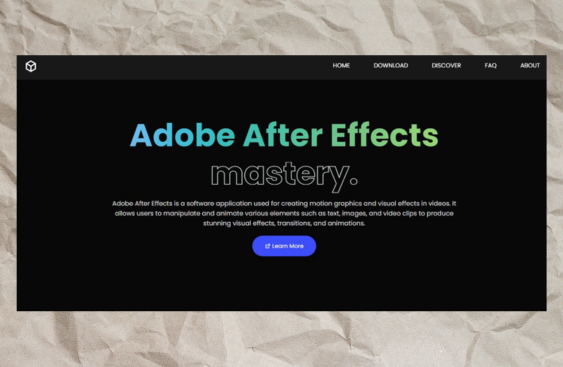 HOME DOWNLOAD DISCOVER FAQ ABOUT
Adobe After Effects
mastery.
Adobe After Effects is a software application used for creating motion graphics and visual effects in videos. It
allows users to manipulate and animate various elements such as text, images, and video clips to produce
stunning visual effects, transitions, and animations.
Learn More